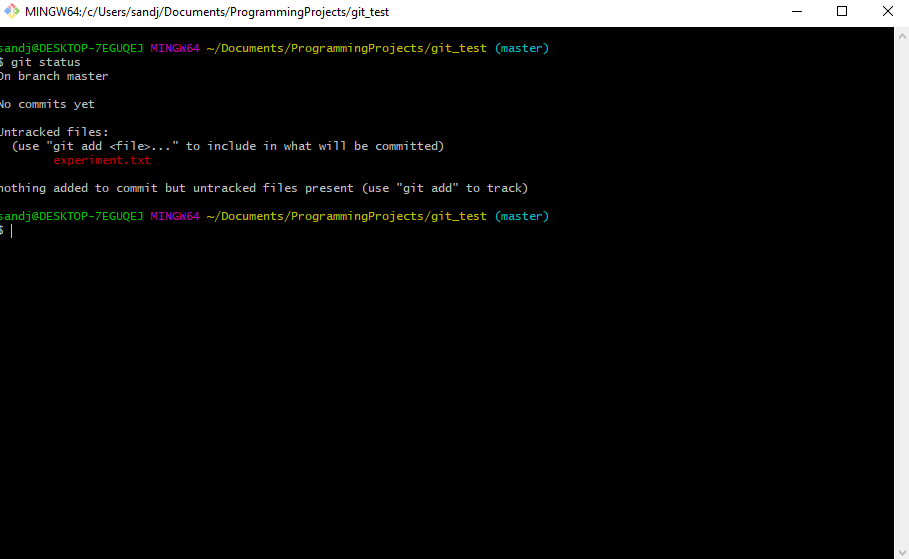 MINGW64:/c/Users/sandj/Documents/ProgrammingProjects/git_test
sandj@DESKTOP-7EGUQEJ MINGW64 ~/Documents/ProgrammingProjects/git_test (master)
$ git status
On branch master
No commits yet
Untracked files:
(use "git add <file>..." to include in what will be committed)
experiment.txt
nothing added to commit but untracked files present (use "git add" to track)
sandj@DESKTOP-7EGUQEJ MINGW64 ~/Documents/ProgrammingProjects/git_test (master)
$